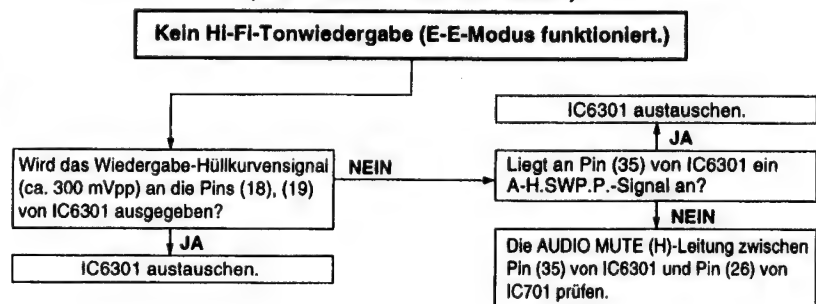 Kein Hi-Fi-Tonwiedergabe (E-E-Modus funktioniert.)
Wird das Wiedergabe-Hüllkurvensignal
(ca. 300 mVpp) an die Pins (18), (19)
von IC6301 ausgegeben?
JA
IC6301 austauschen.
NEIN
IC6301 austauschen.
JA
Liegt an Pin (35) von IC6301 ein
A-H.SWP.P.-Signal an?
NEIN
Die AUDIO MUTE (H)-Leitung zwischen
Pin (35) von IC6301 und Pin (26) von
IC701 prüfen.